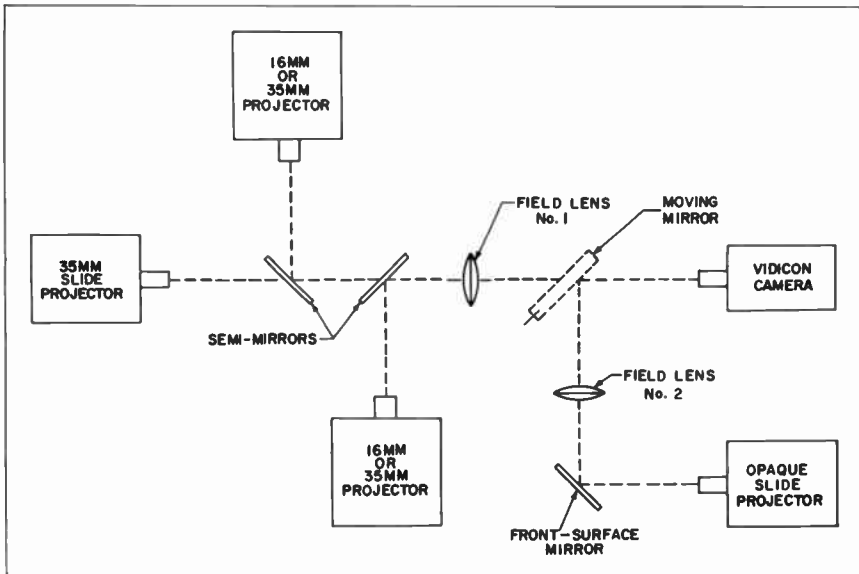 16MM
OR
35MM
PROJECTOR
FIELD LENS
No. 1
MOVING
MIRROR
35MM
SLIDE
PROJECTOR
VIDICON
CAMERA
SEMI-MIRRORS
FIELD LENS
No. 2
16MM
OR
35MM
PROJECTOR
OPAQUE
SLIDE
PROJECTOR
FRONT-SURFACE
MIRROR